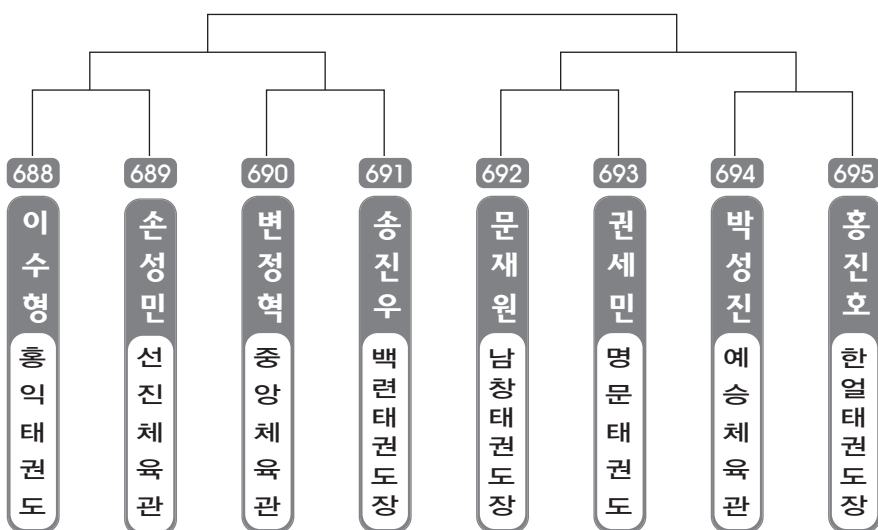 688
689
690
691
692
693
694
695
이수형
손성민
변정혁
송진우
문재원
권세민
박성진
홍진호
홍익태권도
선진체육관
중앙체육관
백련태권도장
남창태권도장
명문태권도
예승체육관
한얼태권도장